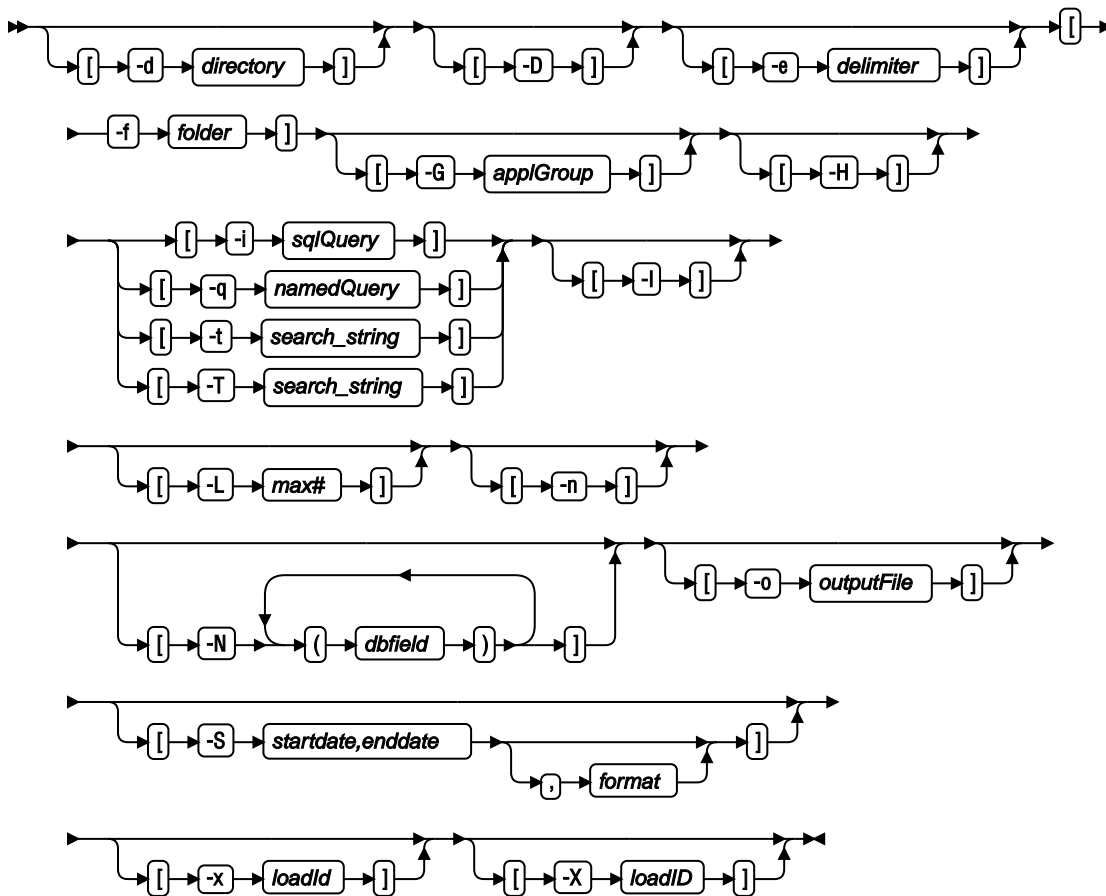 [ -d directory ] [ -D ] [ -e delimiter ] [
-f folder ] [ -G applGroup ] [ -H ]
[ -i sqlQuery ] [ -I ]
[ -q namedQuery ]
[ -t search_string ]
[ -T search_string ]
[ -L max# ] [ -n ]
[ -N ( dbfield ) ] [ -o outputFile ]
[ -S startdate,enddate , format ]
[ -x loadId ] [ -X loadID ]